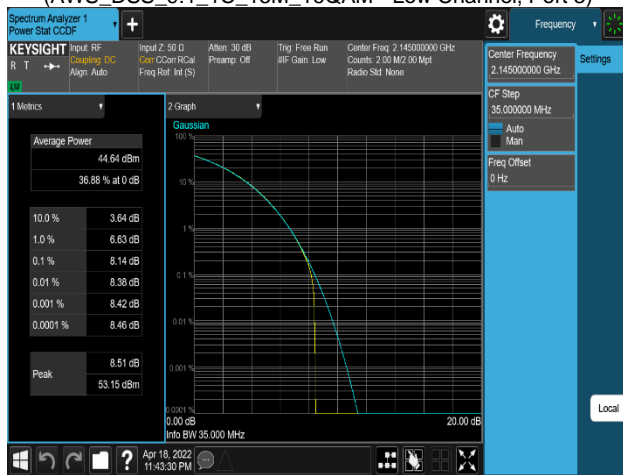 (AWS_DSS_5.1_1C_15M_16QAM - Low Channel, Port 3)
Spectrum Analyzer 1
Power Stat CCDF
Frequency
KEYSIGHT
R T
LXI
Input: RF
Coupling: DC
Align: Auto
Input Z: 50 Ω
Corr CCorr RCal
Freq Ref: Int (S)
Atten: 30 dB
Preamp: Off
Trig: Free Run
#IF Gain: Low
Center Freq: 2.145000000 GHz
Counts: 2.00 M/2.00 Mpt
Radio Std: None
Center Frequency
2.145000000 GHz
Settings
CF Step
35.000000 MHz
Auto
Man
Freq Offset
0 Hz
1 Metrics
Average Power
44.64 dBm
36.88 % at 0 dB
10.0 % 3.64 dB
1.0 % 6.63 dB
0.1 % 8.14 dB
0.01 % 8.38 dB
0.001 % 8.42 dB
0.0001 % 8.46 dB
Peak
8.51 dB
53.15 dBm
2 Graph
Gaussian
100 %
10 %
1 %
0.1 %
0.01 %
0.001 %
0.0001 %
0.00 dB
20.00 dB
Info BW 35.000 MHz
Local
?
Apr 18, 2022
11:43:30 PM